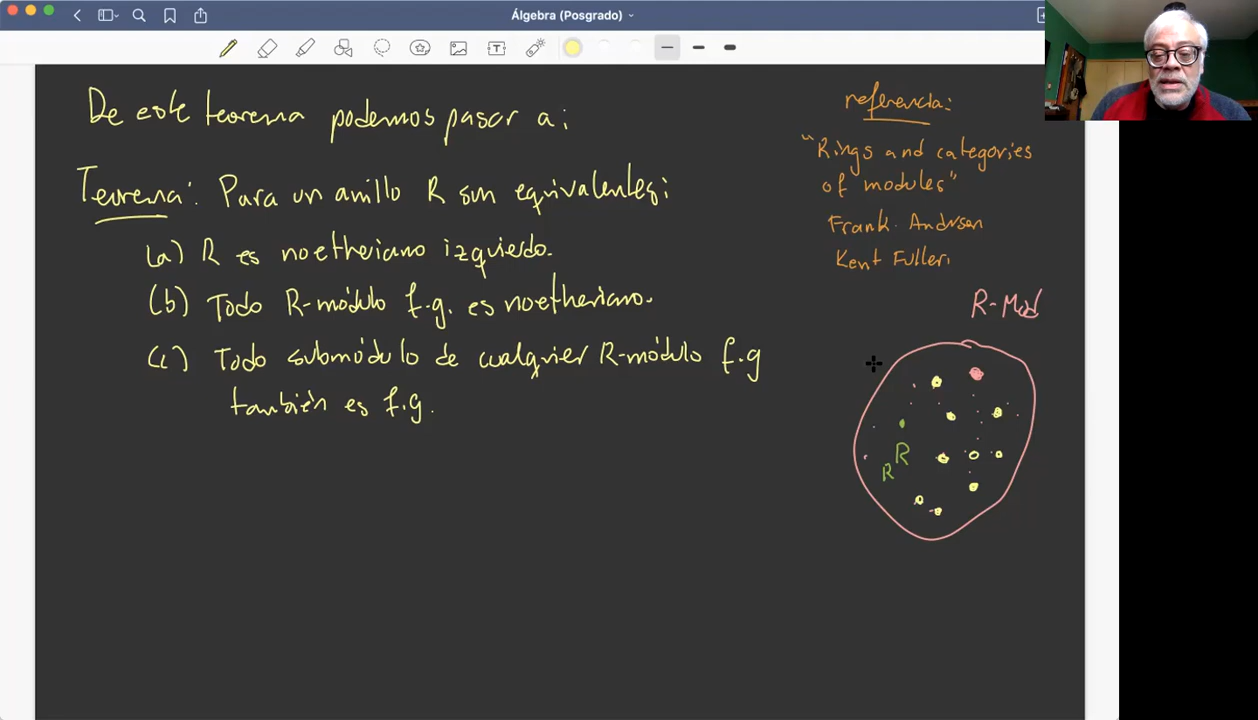 Álgebra (Posgrado)
De este teorema podemos pasar a:
Teorema: Para un anillo R son equivalentes:
(a) R es noetheriano izquierdo.
(b) Todo R-módulo f.g. es noetheriano.
(c) Todo submódulo de cualquier R-módulo f.g
también es f.g.
referencia:
"Rings and categories
of modules"
Frank Anderson
Kent Fuller.
R-Mod
R R